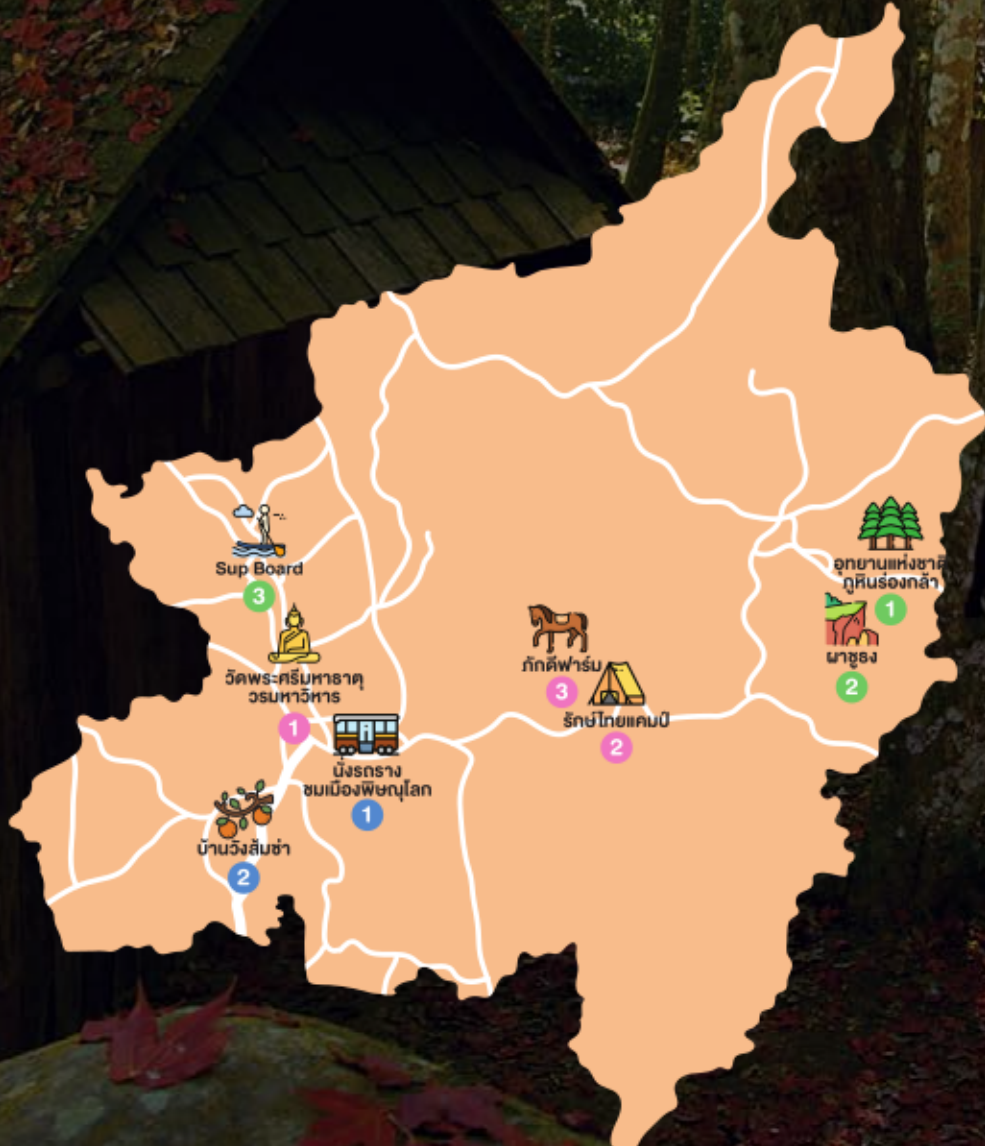 อุทยานแห่งชาติ
ภูหินร่องกล้า
1
Sup Board
3
ผาชูธง
2
ภักดีฟาร์ม
3
วัดพระศรีมหาธาตุ
วรมหาวิหาร
1
รักษ์ไทยแคมป์
2
นั่งรถราง
ชมเมืองพิษณุโลก
1
บ้านวังส้มซ่า
2